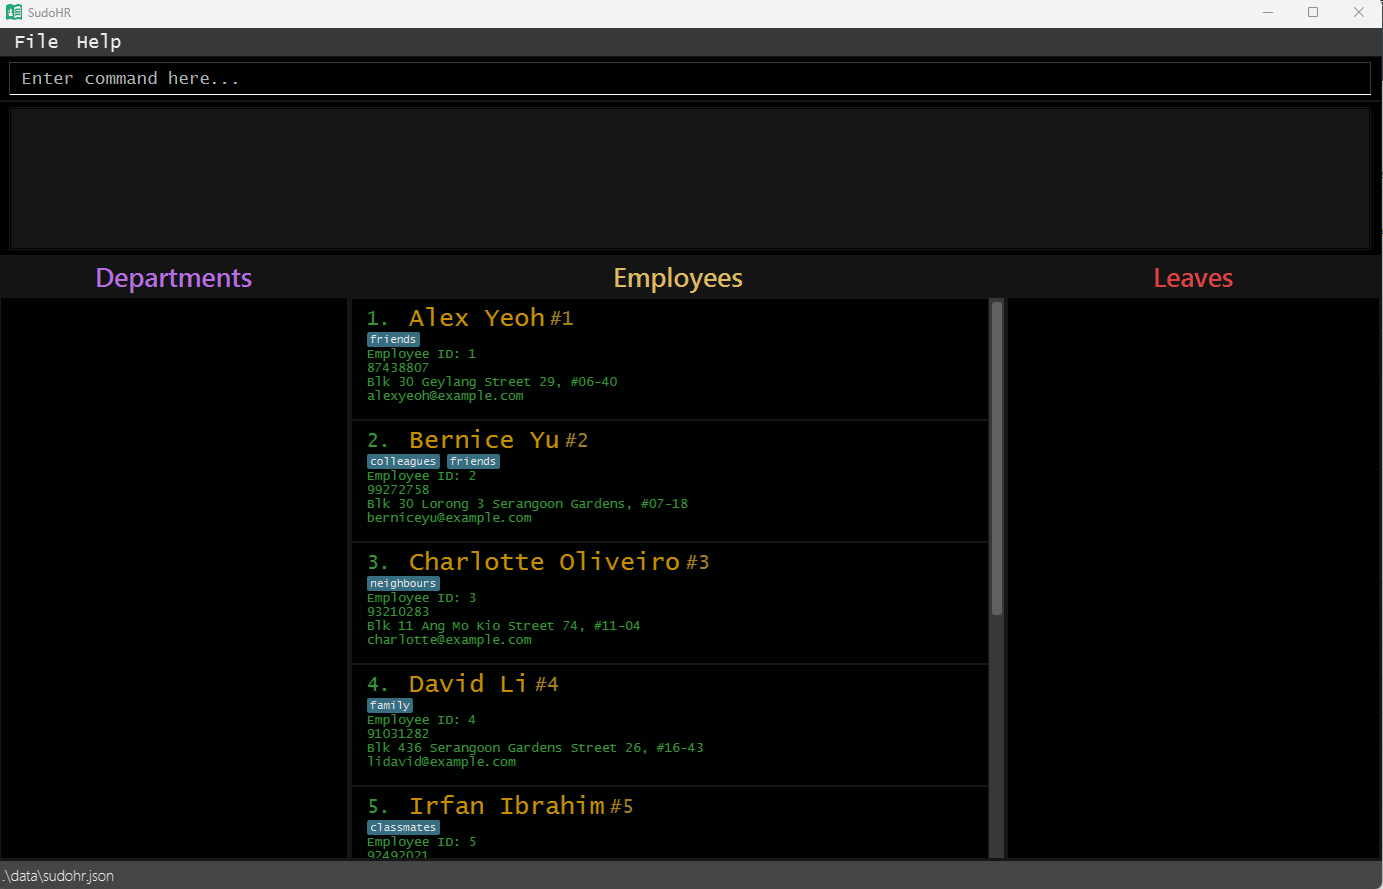 SudoHR
File Help
Enter command here...
Departments
Employees
Leaves
1. Alex Yeoh #1
friends
Employee ID: 1
87438807
Blk 30 Geylang Street 29, #06-40
alexyeoh@example.com
2. Bernice Yu #2
colleagues friends
Employee ID: 2
99272758
Blk 30 Lorong 3 Serangoon Gardens, #07-18
berniceyu@example.com
3. Charlotte Oliveiro #3
neighbours
Employee ID: 3
93210283
Blk 11 Ang Mo Kio Street 74, #11-04
charlotte@example.com
4. David Li #4
family
Employee ID: 4
91031282
Blk 436 Serangoon Gardens Street 26, #16-43
lidavid@example.com
5. Irfan Ibrahim #5
classmates
Employee ID: 5
92492021
.\data\sudohr.json